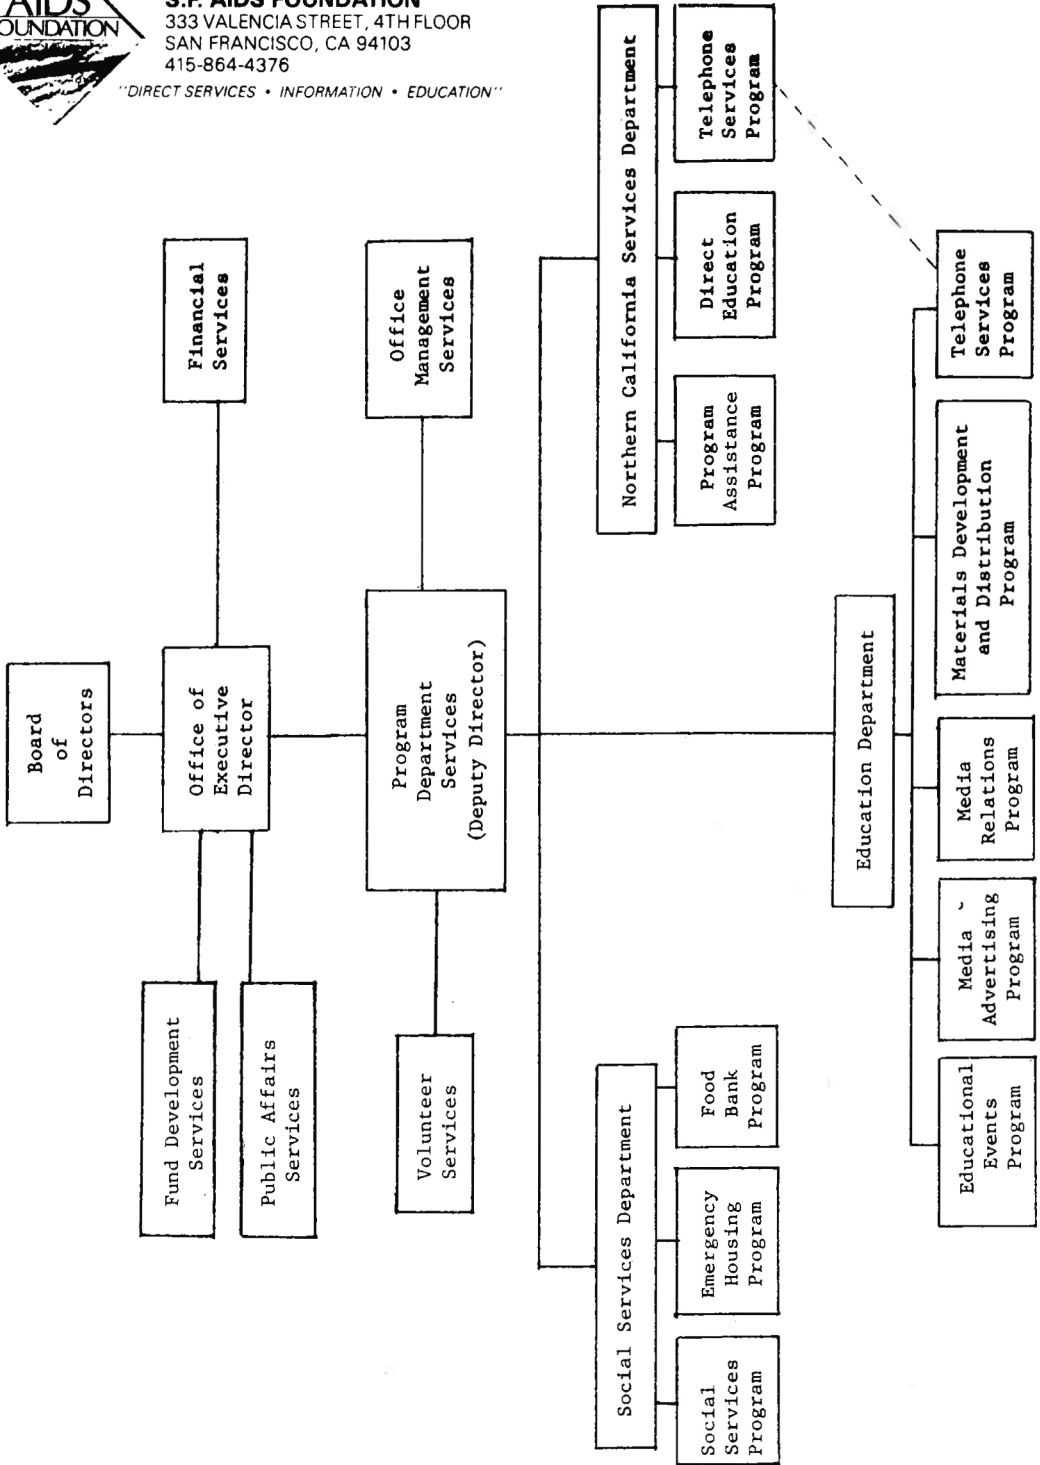 AIDS
FOUNDATION
S.F. AIDS FOUNDATION
333 VALENCIA STREET, 4TH FLOOR
SAN FRANCISCO, CA 94103
415-864-4376
"DIRECT SERVICES • INFORMATION • EDUCATION"
Board
of
Directors
Fund Development
Services
Public Affairs
Services
Office of
Executive
Director
Financial
Services
Volunteer
Services
Program
Department
Services
(Deputy Director)
Office
Management
Services
Social Services Department
Social
Services
Program
Emergency
Housing
Program
Food
Bank
Program
Northern California Services Department
Program
Assistance
Program
Direct
Education
Program
Telephone
Services
Program
Education Department
Educational
Events
Program
Media
Advertising
Program
Media
Relations
Program
Materials Development
and Distribution
Program
Telephone
Services
Program